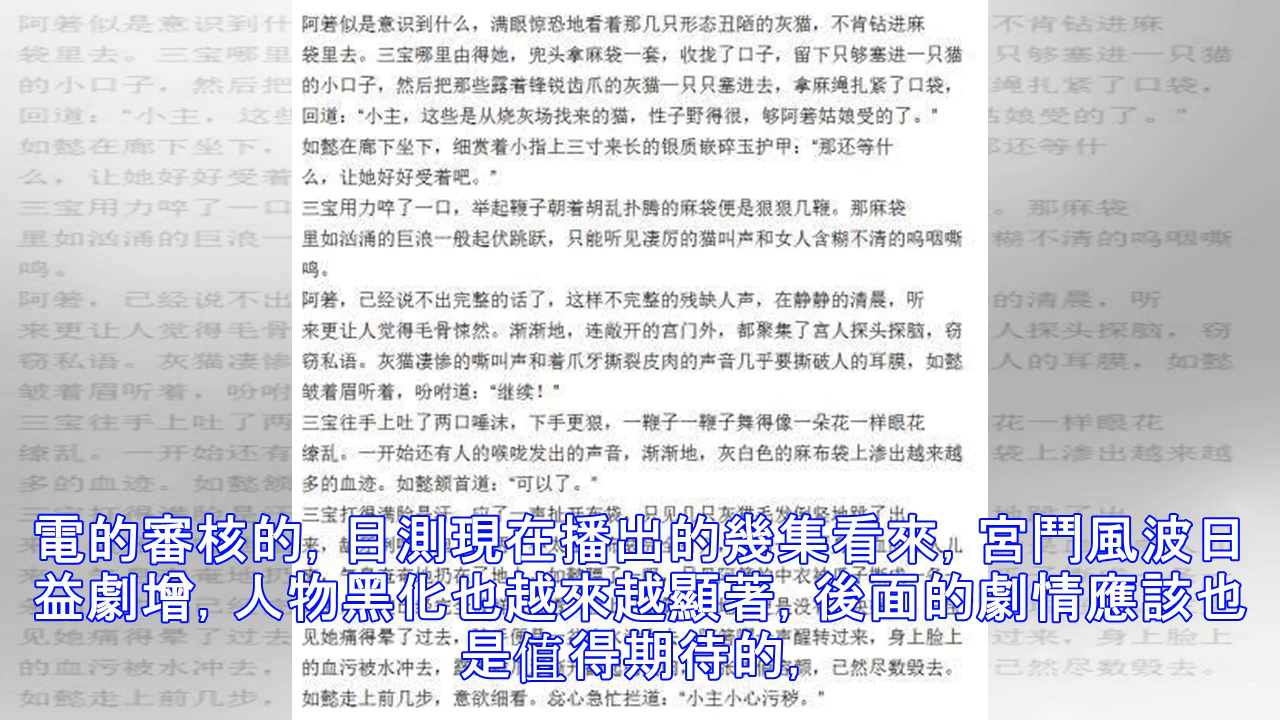 阿箬似是意识到什么，满眼惊恐地看着那几只形态丑陋的灰猫，不肯钻进麻
袋里去。三宝哪里由得她，兜头拿麻袋一套，收拢了口子，留下只够塞进一只猫
的小口子，然后把那些露着锋锐齿爪的灰猫一只只塞进去，拿麻绳扎紧了口袋，
回道：“小主，这些是从烧灰场找来的猫，性子野得很，够阿箬姑娘受的了。”
如懿在廊下坐下，细赏着小指上三寸来长的银质嵌碎玉护甲：“那还等什
么，让她好好受着吧。”
三宝用力啐了一口，举起鞭子朝着胡乱扑腾的麻袋便是狠狠几鞭。那麻袋
里如汹涌的巨浪一般起伏跳跃，只能听见凄厉的猫叫声和女人含糊不清的呜咽嘶
鸣。
阿箬，己经说不出完整的话了，这样不完整的残缺人声，在静静的清晨，听
来更让人觉得毛骨悚然。渐渐地，连敞开的宫门外，都聚集了宫人探头探脑，窃
窃私语。灰猫凄惨的嘶叫声和着爪牙撕裂皮肉的声音几乎要撕破人的耳膜，如懿
皱着眉听着，吩咐道：“继续！”
三宝往手上吐了两口唾沫，下手更狠，一鞭子一鞭子舞得像一朵花一样眼花
缭乱。一开始还有人的喉咙发出的声音，渐渐地，灰白色的麻布袋上渗出越来越
多的血迹。如懿颔首道：“可以了。”
電的審核的, 目測現在播出的幾集看來, 宮鬥風波日
益劇增, 人物黑化也越來越顯著, 後面的劇情應該也
是值得期待的,
见她痛得晕了过去，
声醒转过来，身上脸上
的血污被水冲去，
己然尽数毁去。
如懿走上前几步，意欲细看。惢心急忙拦道：“小主小心污秽。”